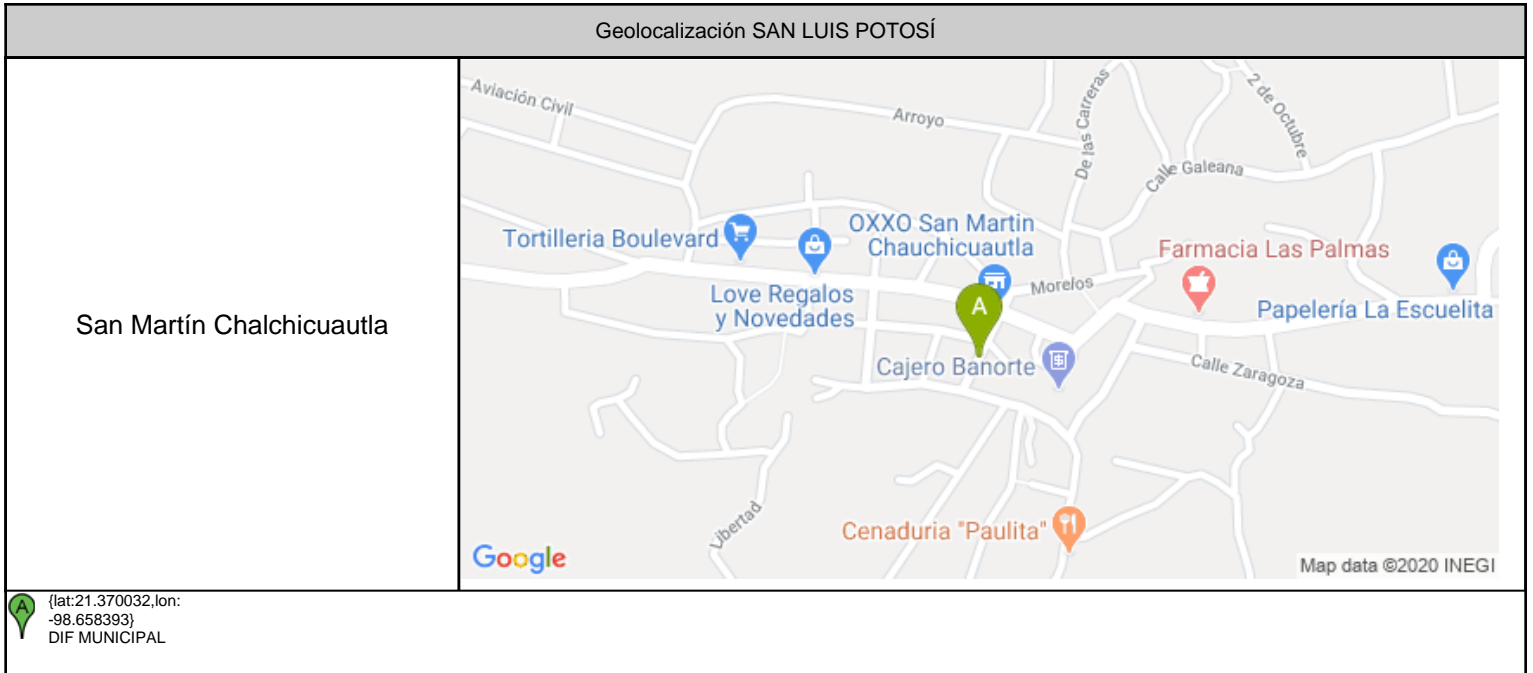 Geolocalización SAN LUIS POTOSÍ
San Martín Chalchicuautla
Aviación Civil
Arroyo
De las Carreras
2 de Octubre
Calle Galeana
Tortilleria Boulevard
OXXO San Martin
Chauchicuautla
Farmacia Las Palmas
Love Regalos
y Novedades
Morelos
Papelería La Escuelita
A
Cajero Banorte
Calle Zaragoza
Libertad
Cenaduria "Paulita"
Google
Map data ©2020 INEGI
A
{lat:21.370032,lon:
-98.658393}
DIF MUNICIPAL